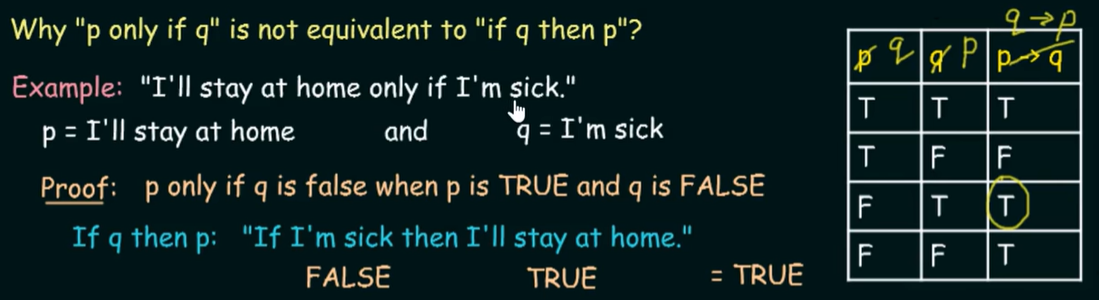 Why "p only if q" is not equivalent to "if q then p"?
Example: "I'll stay at home only if I'm sick."
p = I'll stay at home and q = I'm sick
Proof: p only if q is false when p is TRUE and q is FALSE
If q then p: "If I'm sick then I'll stay at home."
FALSE TRUE = TRUE
q → p
p q q p p → q
T T T
T F F
F T T
F F T